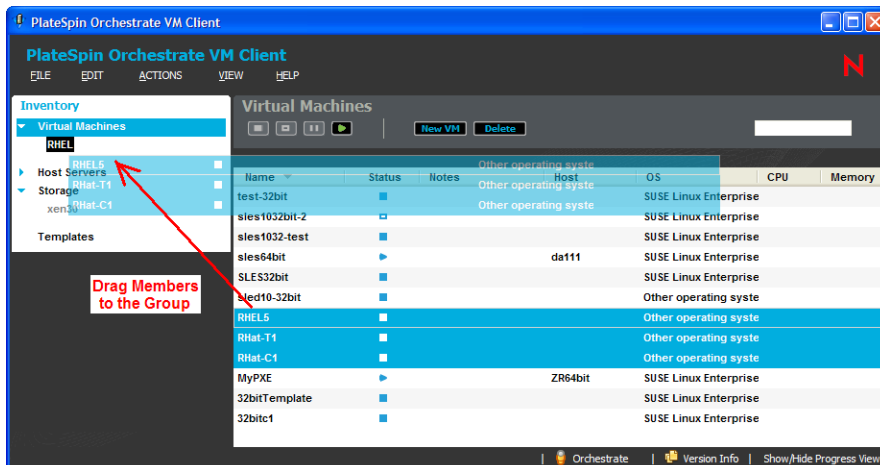 PlateSpin Orchestrate VM Client
PlateSpin Orchestrate VM Client
FILE EDIT ACTIONS VIEW HELP
N
Inventory
Virtual Machines
RHEL
Host Servers
Storage
xen30
Templates
Virtual Machines
New VM Delete
RHEL5 Other operating syste
RHat-T1 Other operating syste
RHat-C1 Other operating syste
Name Status Notes Host OS CPU Memory
test-32bit SUSE Linux Enterprise
sles1032bit-2 SUSE Linux Enterprise
sles1032-test SUSE Linux Enterprise
sles64bit da111 SUSE Linux Enterprise
SLES32bit SUSE Linux Enterprise
sled10-32bit Other operating syste
RHEL5 Other operating syste
RHat-T1 Other operating syste
RHat-C1 Other operating syste
MyPXE ZR64bit SUSE Linux Enterprise
32bitTemplate SUSE Linux Enterprise
32bitc1 SUSE Linux Enterprise
Drag Members
to the Group
Orchestrate | Version Info | Show/Hide Progress View